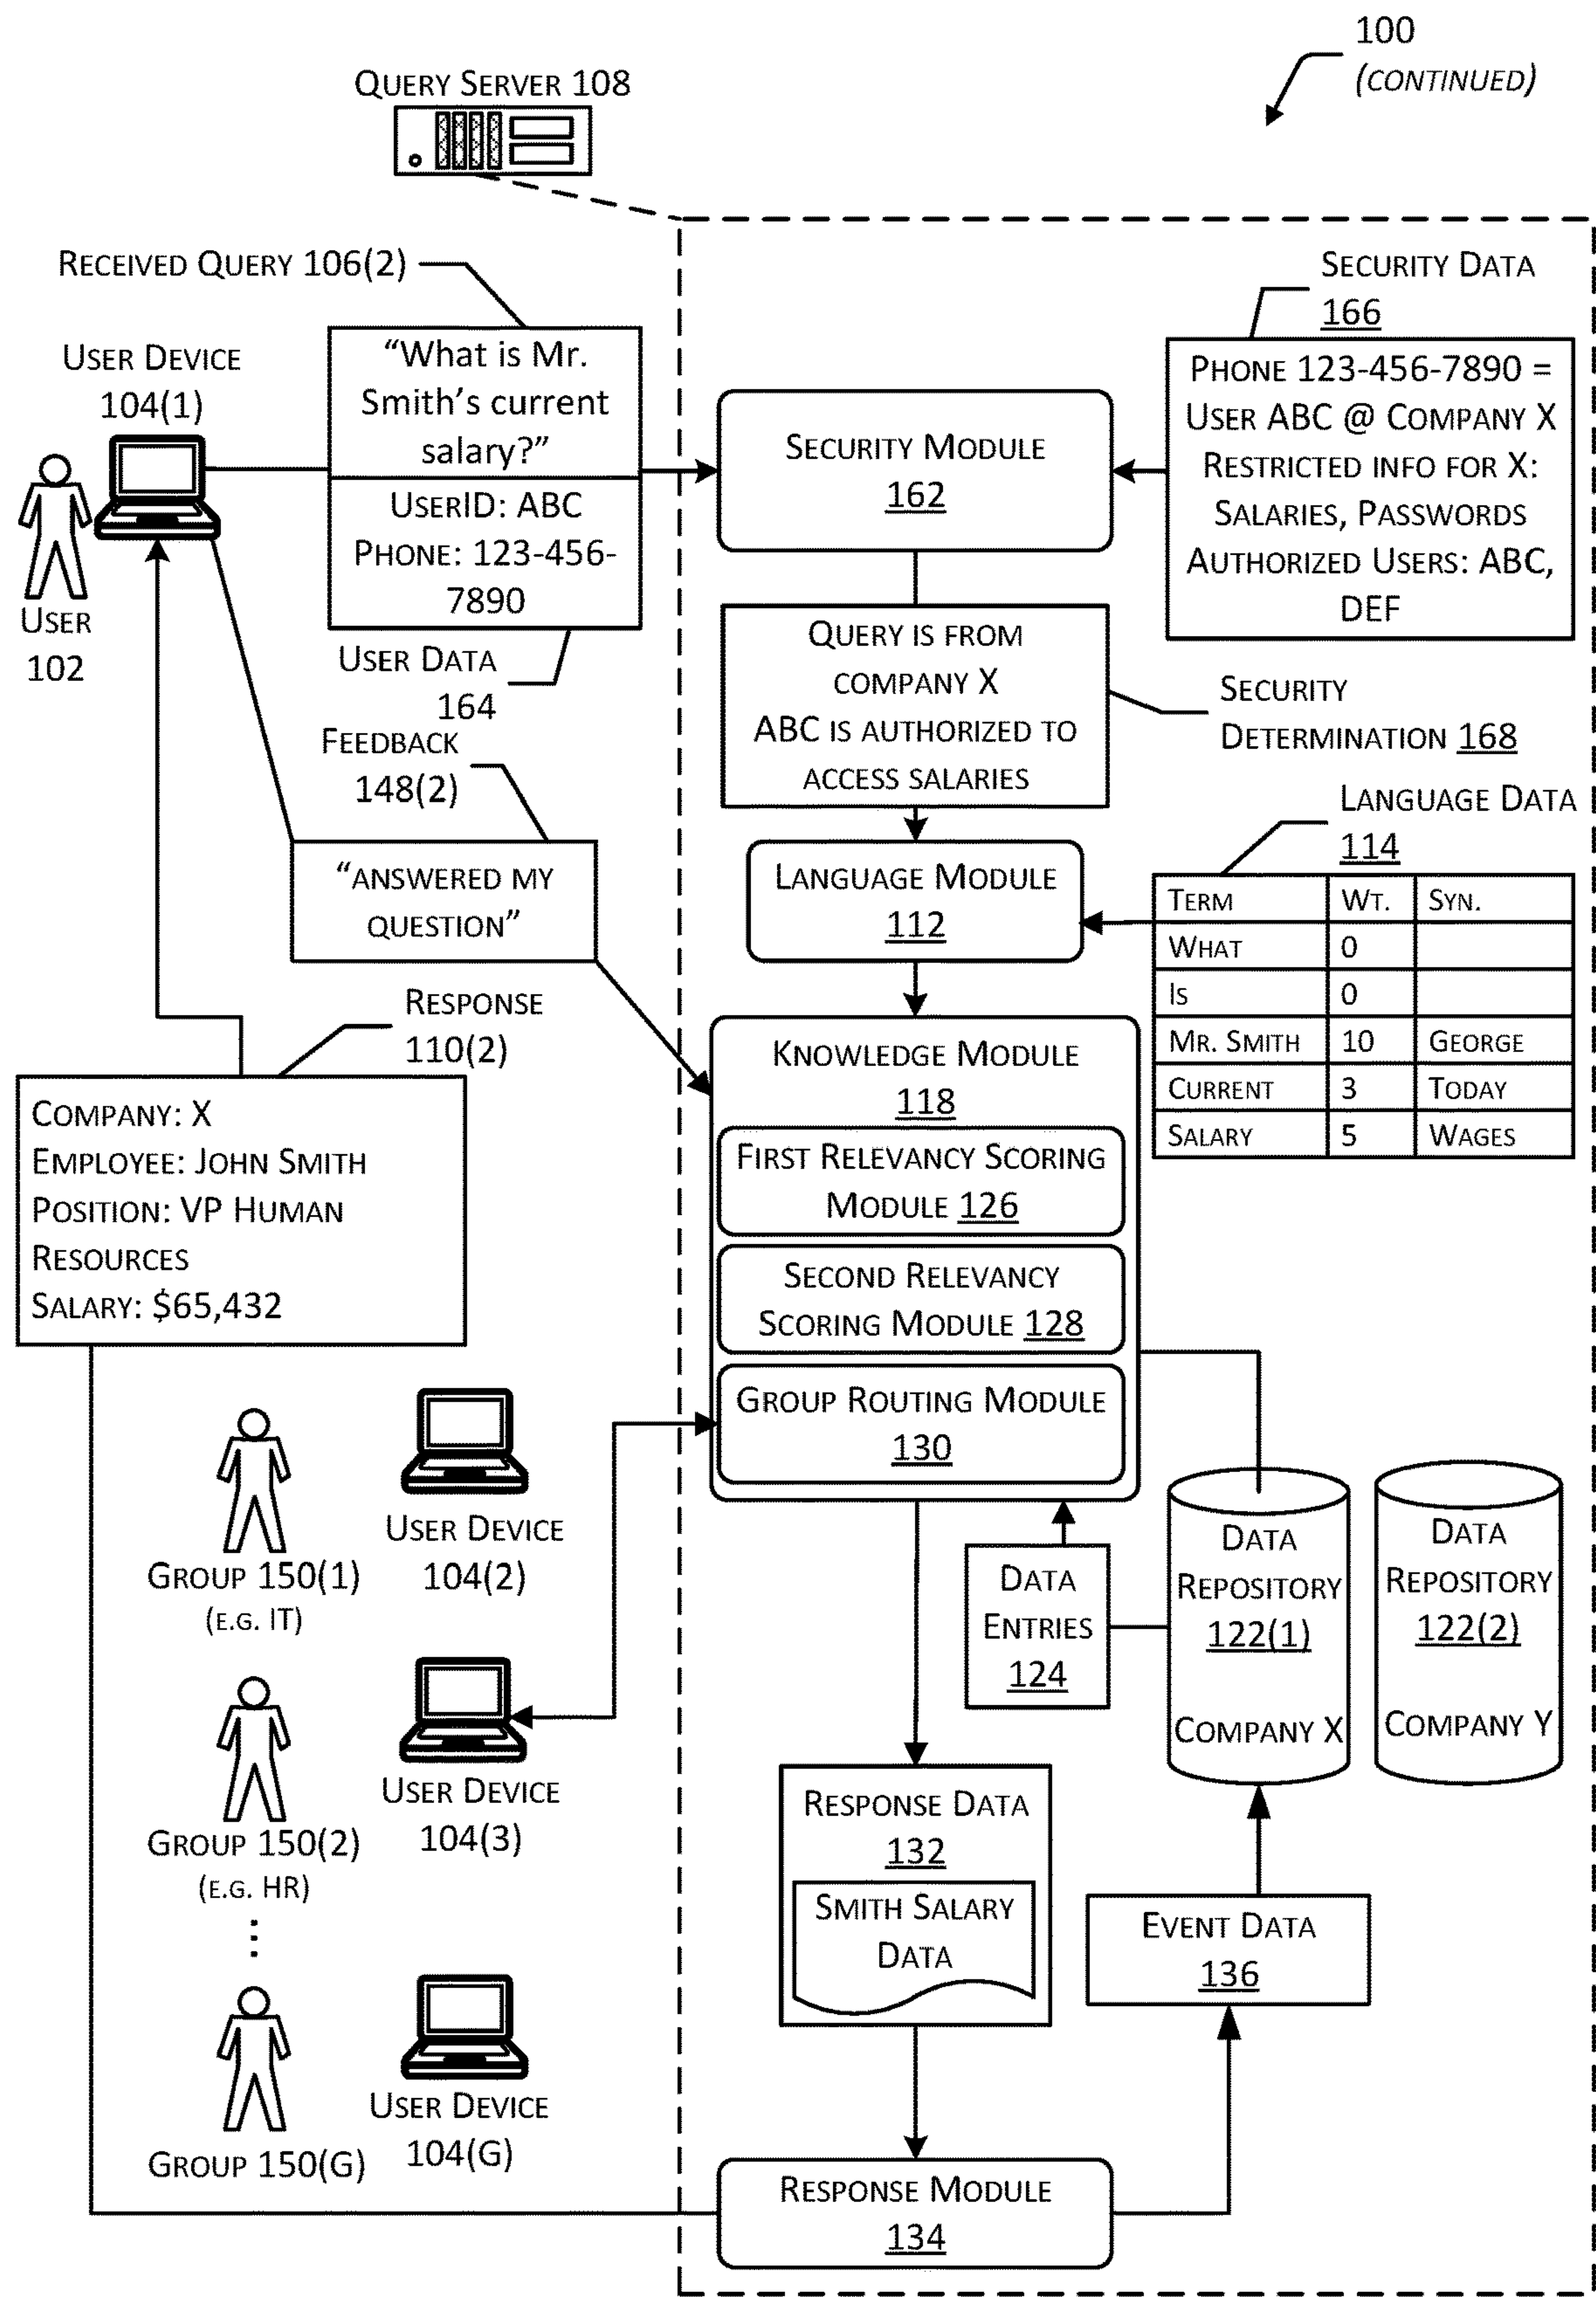 100
(CONTINUED)
QUERY SERVER 108
RECEIVED QUERY 106(2)
"What is Mr.
Smith's current
salary?"
USERID: ABC
PHONE: 123-456-
7890
USER DEVICE
104(1)
USER
102
USER DATA
164
SECURITY MODULE
162
SECURITY DATA
166
PHONE 123-456-7890 =
USER ABC @ COMPANY X
RESTRICTED INFO FOR X:
SALARIES, PASSWORDS
AUTHORIZED USERS: ABC,
DEF
QUERY IS FROM
COMPANY X
ABC IS AUTHORIZED TO
ACCESS SALARIES
SECURITY
DETERMINATION 168
FEEDBACK
148(2)
"ANSWERED MY
QUESTION"
LANGUAGE MODULE
112
LANGUAGE DATA
114
TERM WT. SYN.
WHAT 0
IS 0
MR. SMITH 10 GEORGE
CURRENT 3 TODAY
SALARY 5 WAGES
RESPONSE
110(2)
COMPANY: X
EMPLOYEE: JOHN SMITH
POSITION: VP HUMAN
RESOURCES
SALARY: $65,432
KNOWLEDGE MODULE
118
FIRST RELEVANCY SCORING
MODULE 126
SECOND RELEVANCY
SCORING MODULE 128
GROUP ROUTING MODULE
130
GROUP 150(1)
(E.G. IT)
USER DEVICE
104(2)
GROUP 150(2)
(E.G. HR)
USER DEVICE
104(3)
GROUP 150(G)
USER DEVICE
104(G)
DATA
ENTRIES
124
DATA
REPOSITORY
122(1)
COMPANY X
DATA
REPOSITORY
122(2)
COMPANY Y
RESPONSE DATA
132
SMITH SALARY
DATA
EVENT DATA
136
RESPONSE MODULE
134